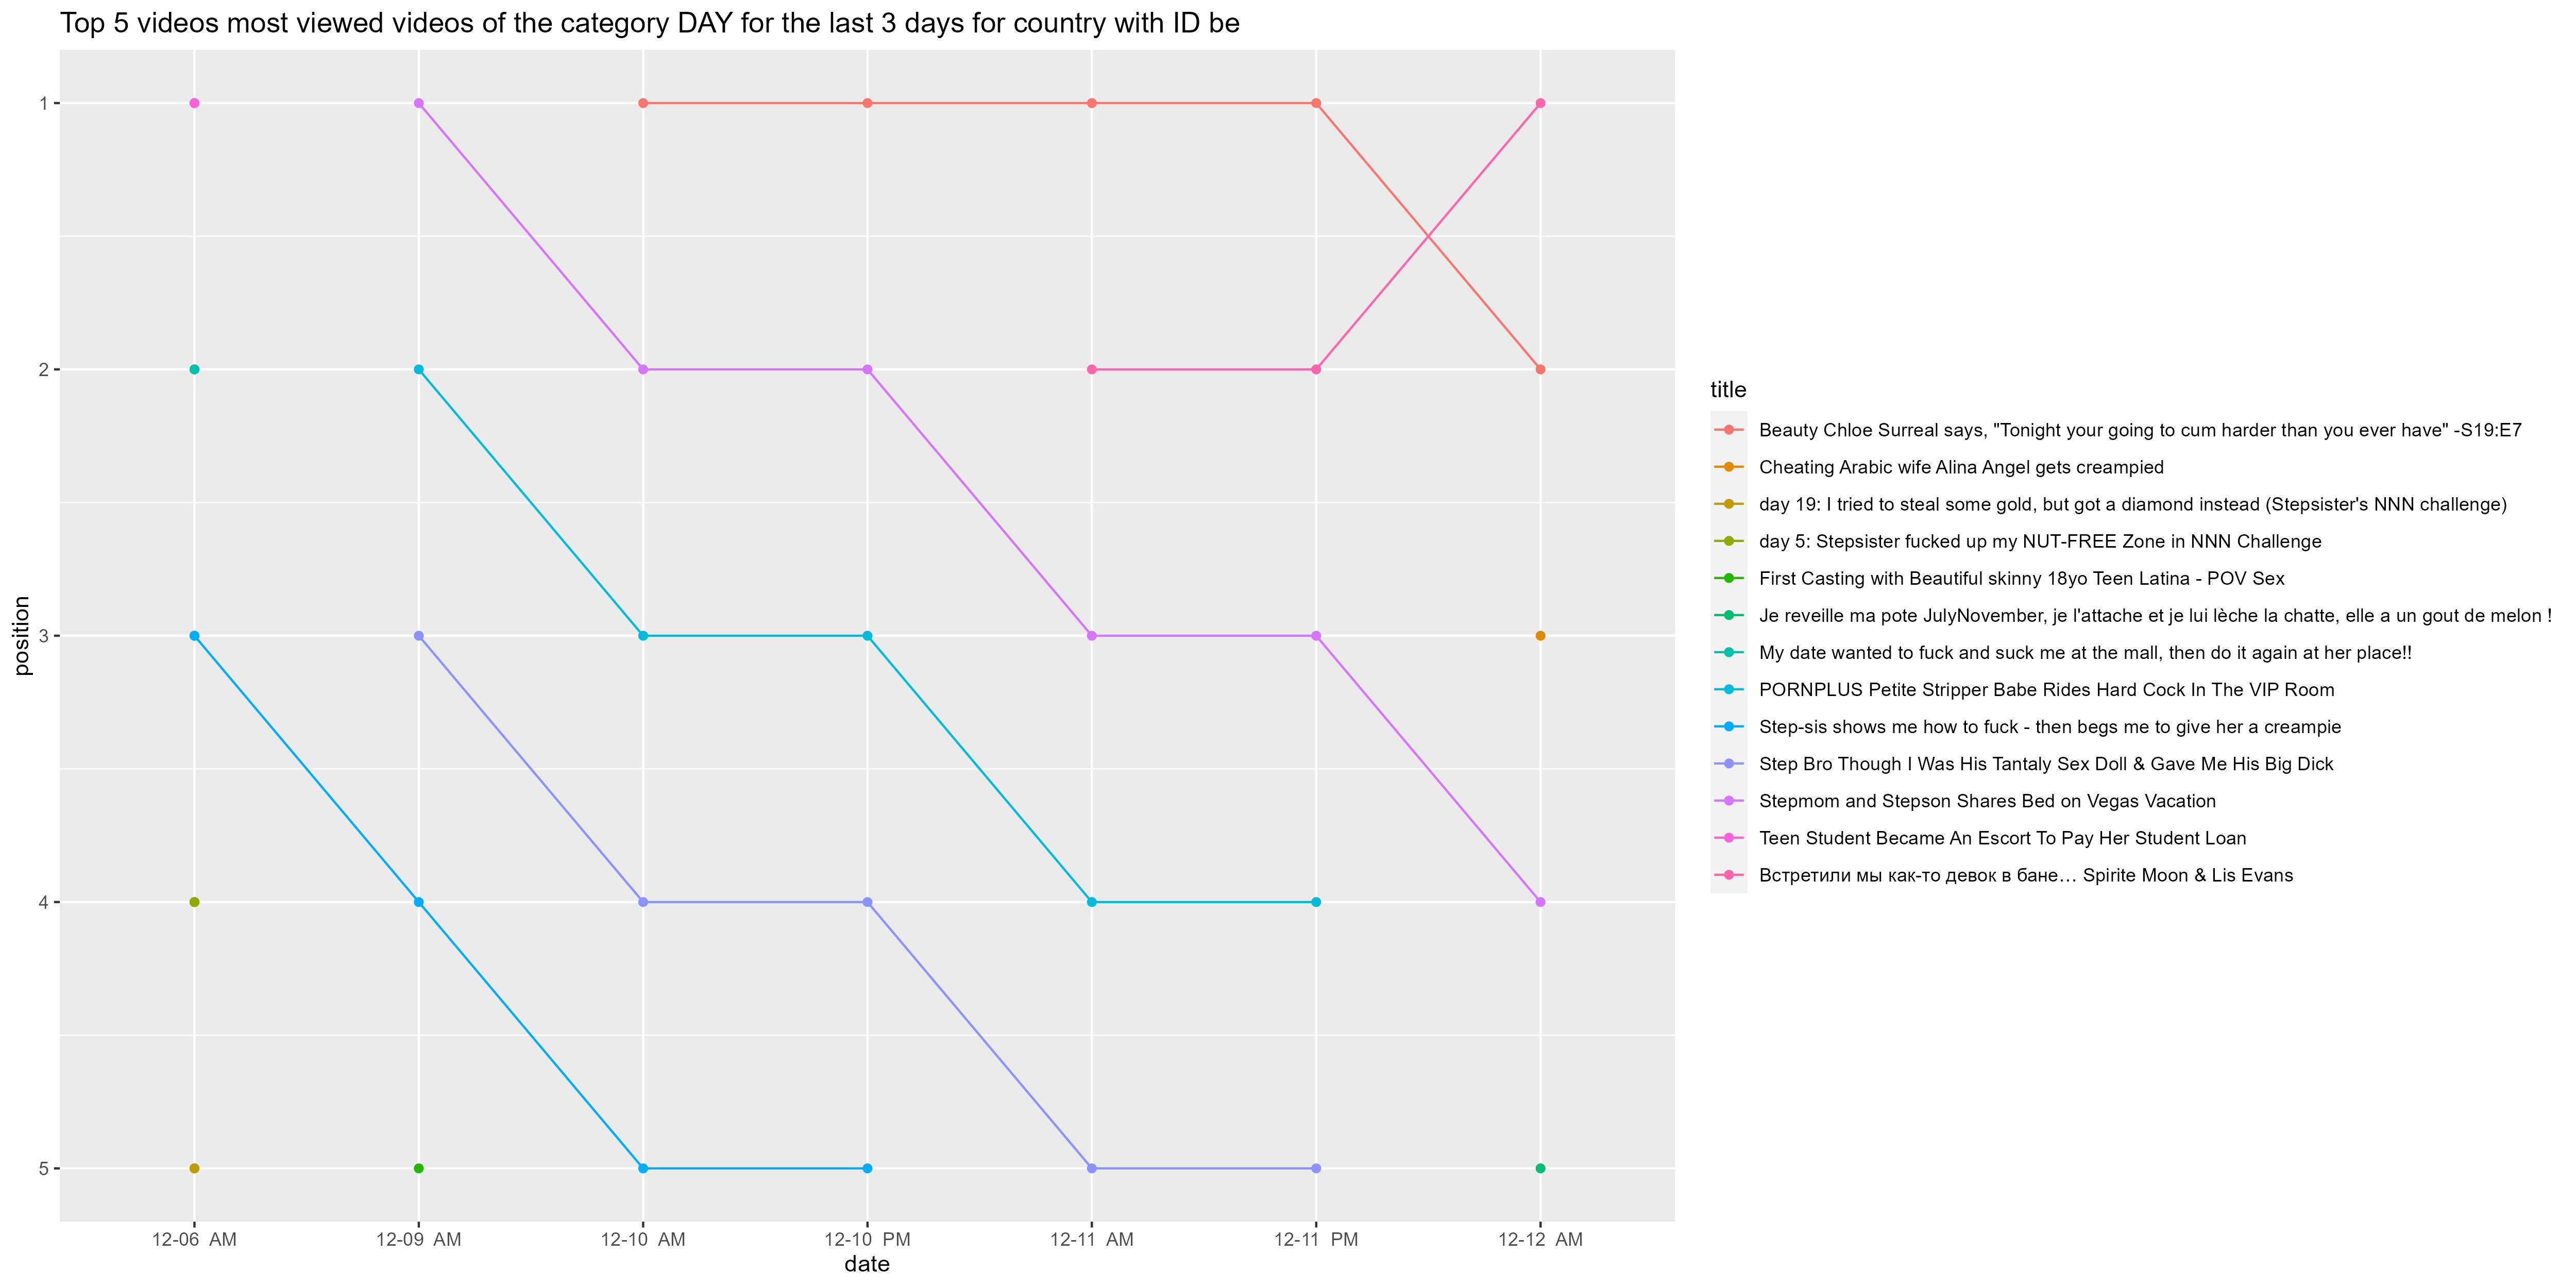 Top 5 videos most viewed videos of the category DAY for the last 3 days for country with ID be
1
2
3
4
5
position
12-06 AM
12-09 AM
12-10 AM
12-10 PM
12-11 AM
12-11 PM
12-12 AM
date
title
Beauty Chloe Surreal says, "Tonight your going to cum harder than you ever have" -S19:E7
Cheating Arabic wife Alina Angel gets creampied
day 19: I tried to steal some gold, but got a diamond instead (Stepsister's NNN challenge)
day 5: Stepsister fucked up my NUT-FREE Zone in NNN Challenge
First Casting with Beautiful skinny 18yo Teen Latina - POV Sex
Je reveille ma pote JulyNovember, je l'attache et je lui lèche la chatte, elle a un gout de melon !
My date wanted to fuck and suck me at the mall, then do it again at her place!!
PORNPLUS Petite Stripper Babe Rides Hard Cock In The VIP Room
Step-sis shows me how to fuck - then begs me to give her a creampie
Step Bro Though I Was His Tantaly Sex Doll & Gave Me His Big Dick
Stepmom and Stepson Shares Bed on Vegas Vacation
Teen Student Became An Escort To Pay Her Student Loan
Встретили мы как-то девок в бане… Spirite Moon & Lis Evans